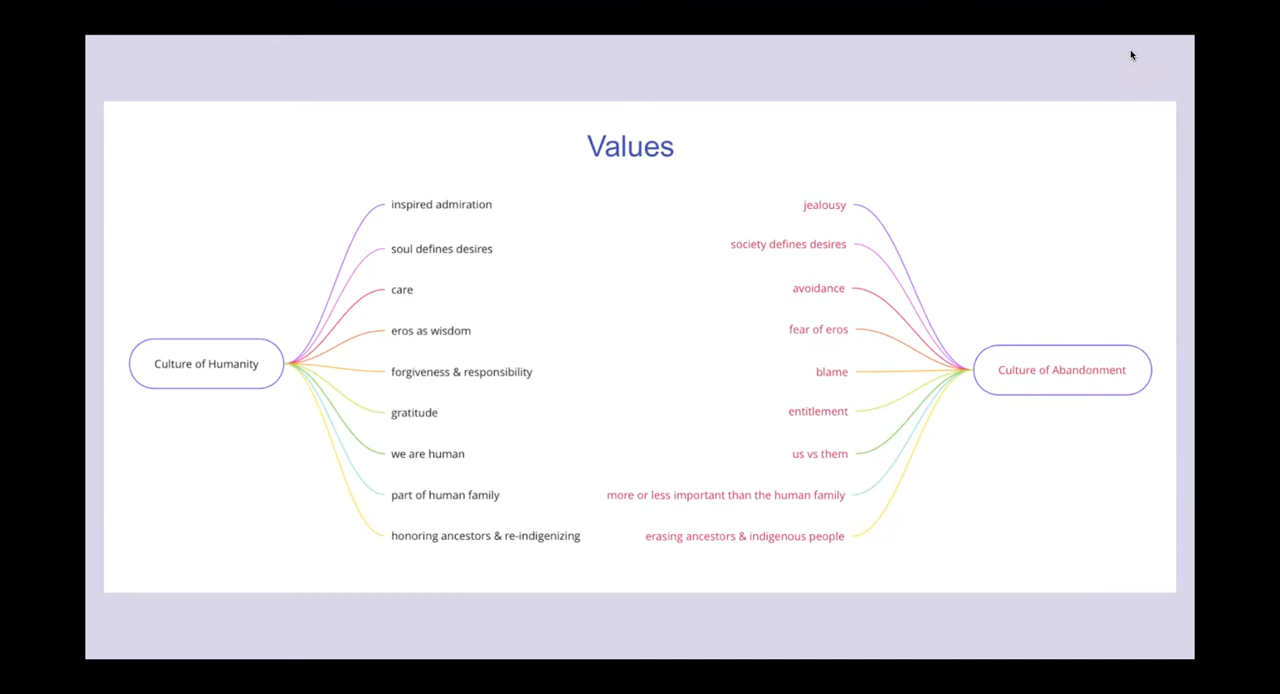 Values
Culture of Humanity
inspired admiration
soul defines desires
care
eros as wisdom
forgiveness & responsibility
gratitude
we are human
part of human family
honoring ancestors & re-indigenizing
jealousy
society defines desires
avoidance
fear of eros
blame
entitlement
us vs them
more or less important than the human family
erasing ancestors & indigenous people
Culture of Abandonment